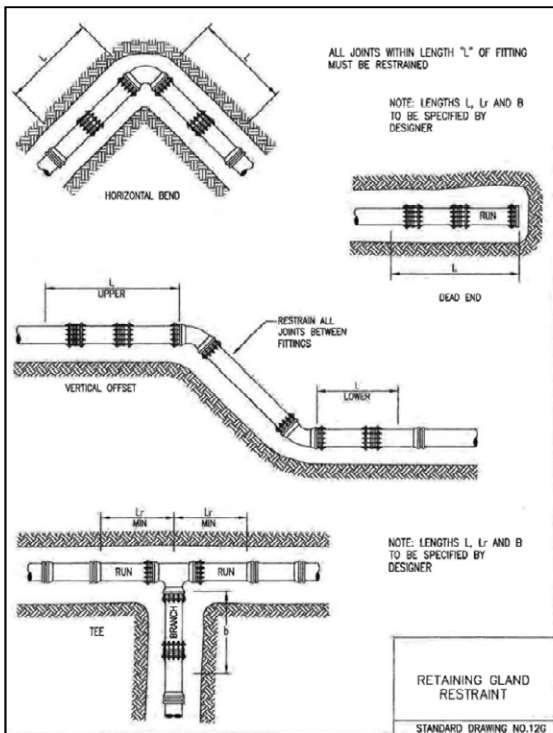 L
L
HORIZONTAL BEND
ALL JOINTS WITHIN LENGTH "L" OF FITTING
MUST BE RESTRAINED
NOTE: LENGTHS L, Lr AND B
TO BE SPECIFIED BY
DESIGNER
RUN
L
DEAD END
L
UPPER
RESTRAIN ALL
JOINTS BETWEEN
FITTINGS
L
LOWER
VERTICAL OFFSET
Lr
MIN
Lr
MIN
RUN
RUN
BRANCH
b
TEE
NOTE: LENGTHS L, Lr AND B
TO BE SPECIFIED BY
DESIGNER
RETAINING GLAND
RESTRAINT
STANDARD DRAWING NO.12G